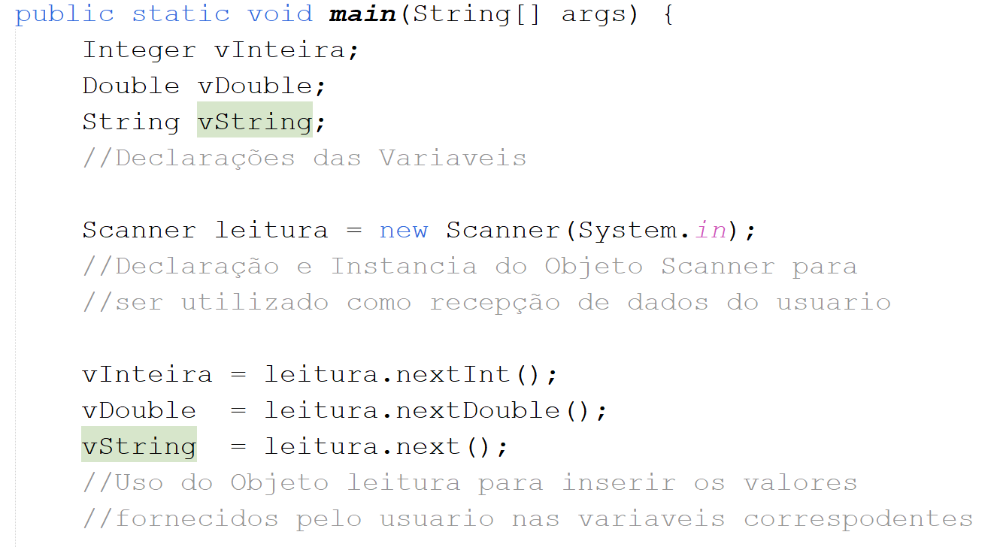 public static void main(String[] args) {
Integer vInteira;
Double vDouble;
String vString;
//Declarações das Variaveis
Scanner leitura = new Scanner(System.in);
//Declaração e Instancia do Objeto Scanner para
//ser utilizado como recepção de dados do usuario
vInteira = leitura.nextInt();
vDouble  = leitura.nextDouble();
vString  = leitura.next();
//Uso do Objeto leitura para inserir os valores
//fornecidos pelo usuario nas variaveis correspodentes